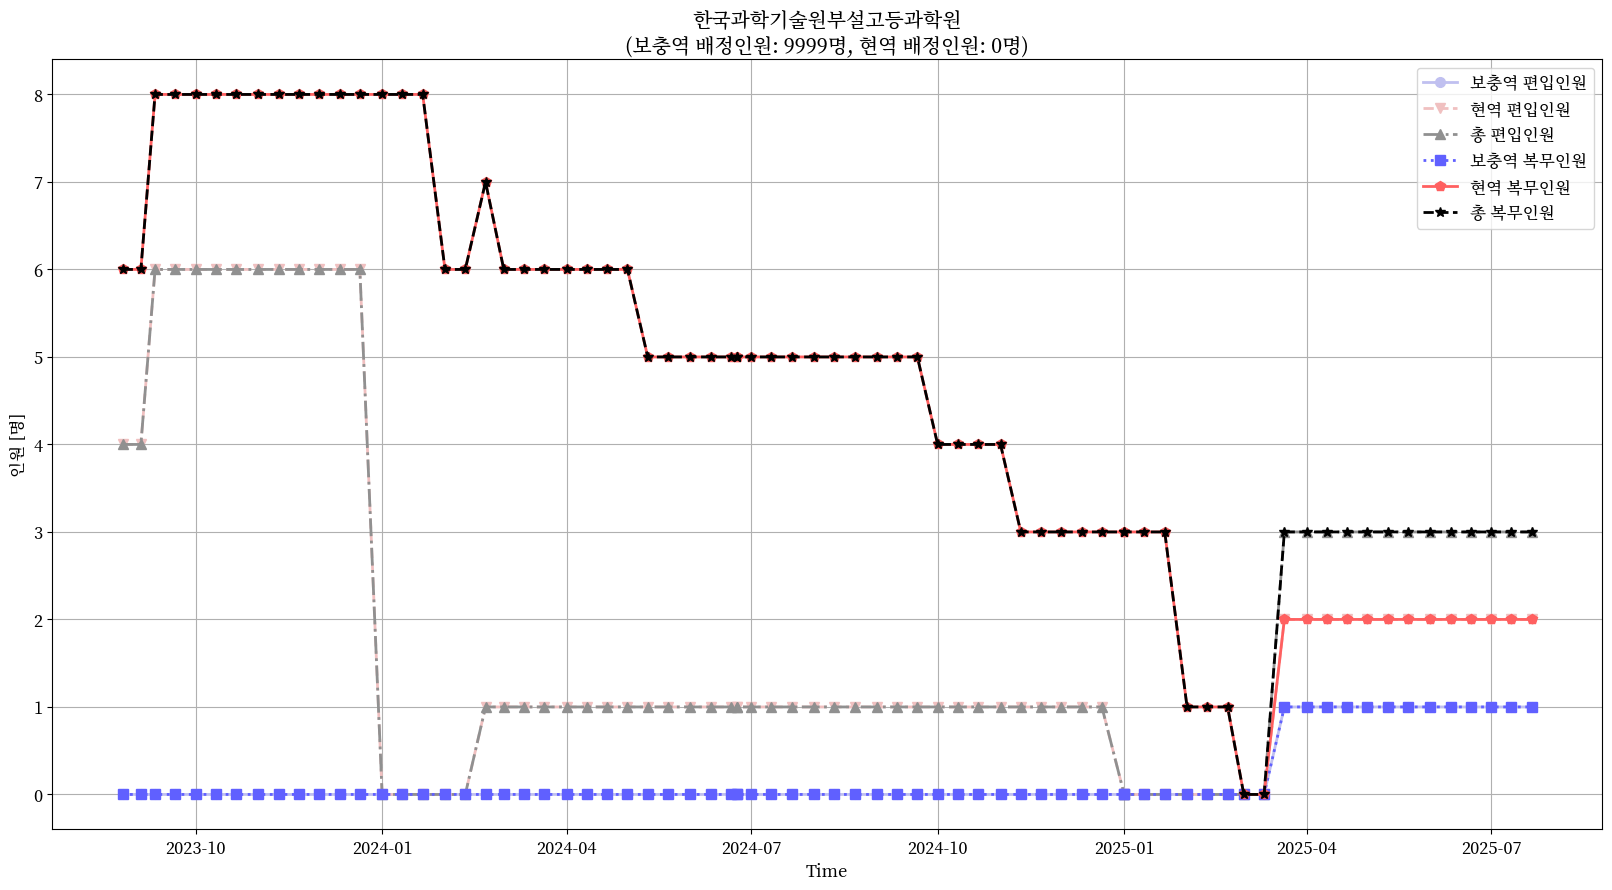 한국과학기술원부설고등과학원
(보충역 배정인원: 9999명, 현역 배정인원: 0명)
보충역 편입인원
현역 편입인원
총 편입인원
보충역 복무인원
현역 복무인원
총 복무인원
인원 [명]
8
7
6
5
4
3
2
1
0
2023-10
2024-01
2024-04
2024-07
2024-10
2025-01
2025-04
2025-07
Time